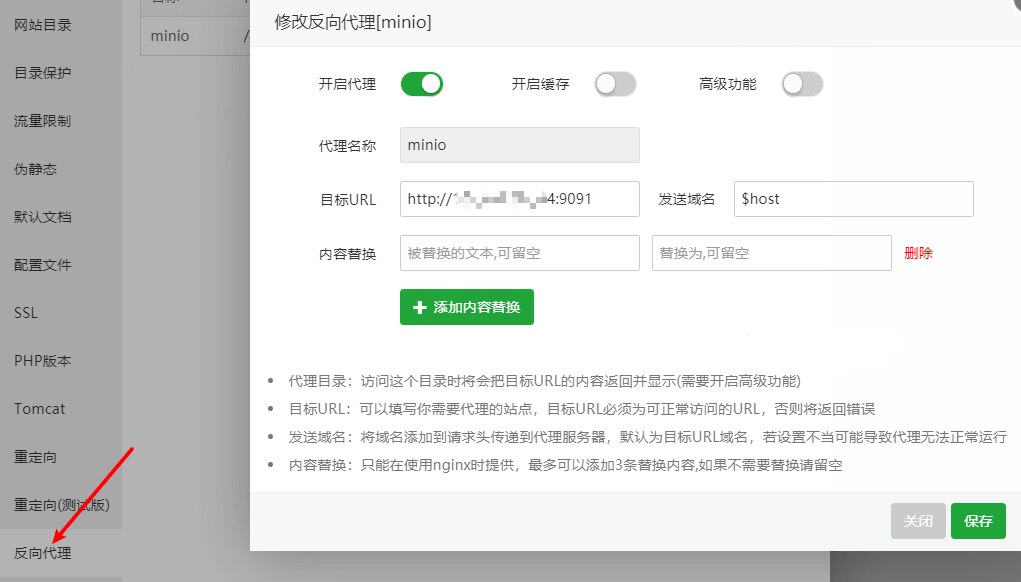 网站目录
目录保护
流量限制
伪静态
默认文档
配置文件
SSL
PHP版本
Tomcat
重定向
重定向(测试版)
反向代理
minio /
修改反向代理[minio]
开启代理 开启缓存 高级功能
代理名称 minio
目标URL http://1 4:9091 发送域名 $host
内容替换 被替换的文本,可留空 替换为,可留空 删除
添加内容替换
代理目录：访问这个目录时将会把目标URL的内容返回并显示(需要开启高级功能)
目标URL：可以填写你需要代理的站点，目标URL必须为可正常访问的URL，否则将返回错误
发送域名：将域名添加到请求头传递到代理服务器，默认为目标URL域名，若设置不当可能导致代理无法正常运行
内容替换：只能在使用nginx时提供，最多可以添加3条替换内容,如果不需要替换请留空
关闭 保存